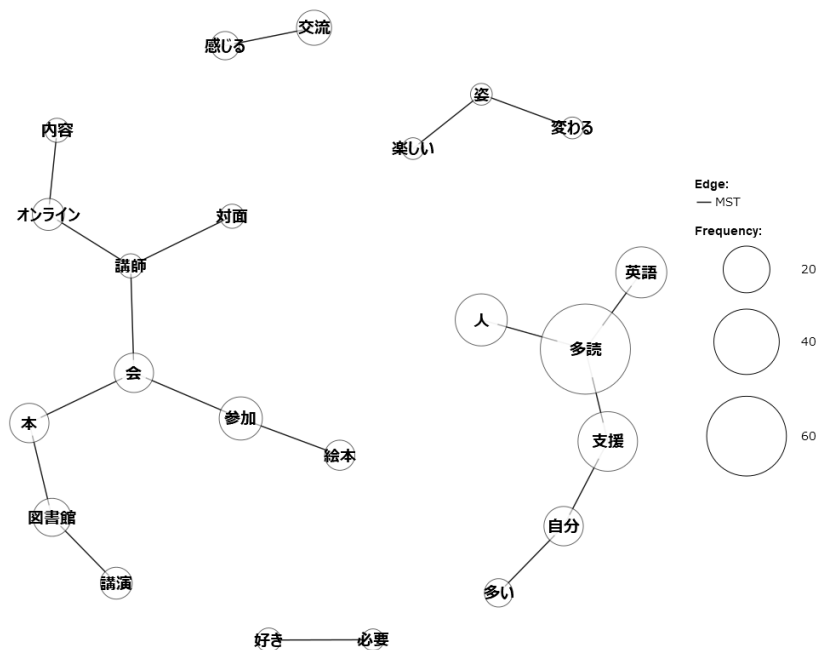 交流
感じる
姿
変わる
楽しい
内容
オンライン
対面
講師
英語
人
多読
会
本
参加
支援
絵本
図書館
自分
講演
多い
好き
必要
Edge:
MST
Frequency:
20
40
60